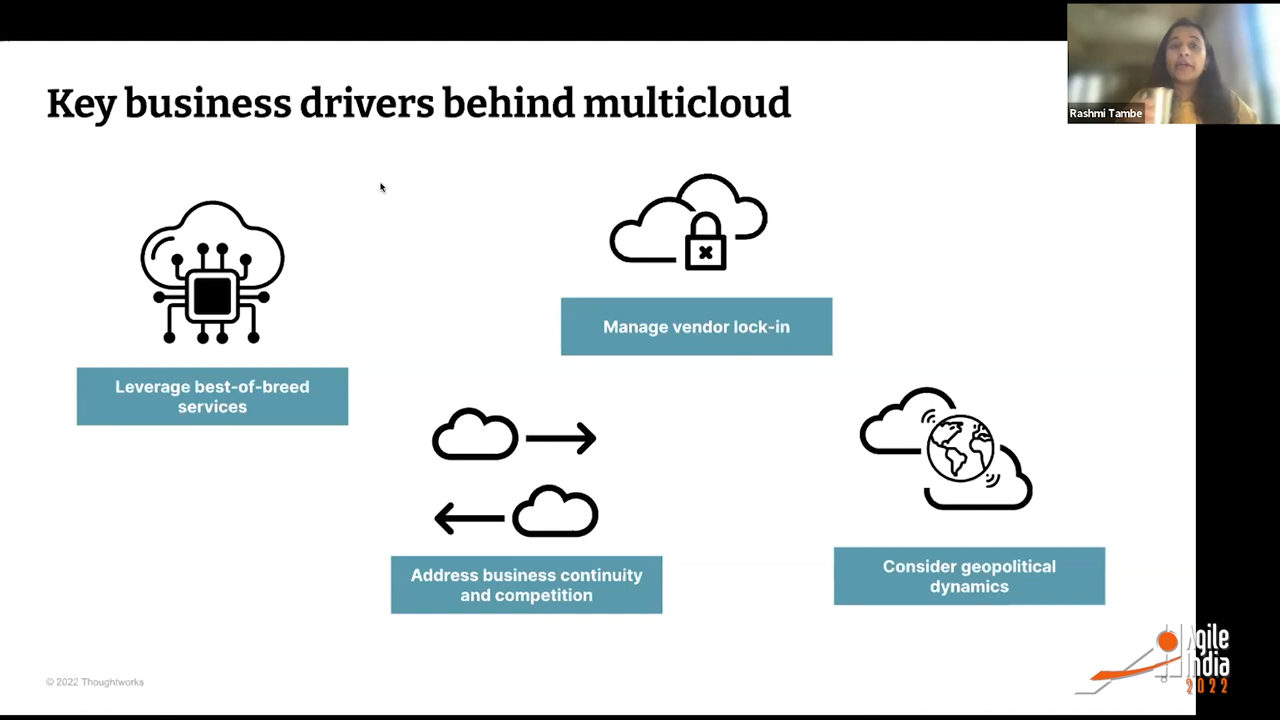 Key business drivers behind multicloud
Rashmi Tambe
Manage vendor lock-in
Leverage best-of-breed
services
Address business continuity
and competition
Consider geopolitical
dynamics
Agile
India
2022
© 2022 Thoughtworks